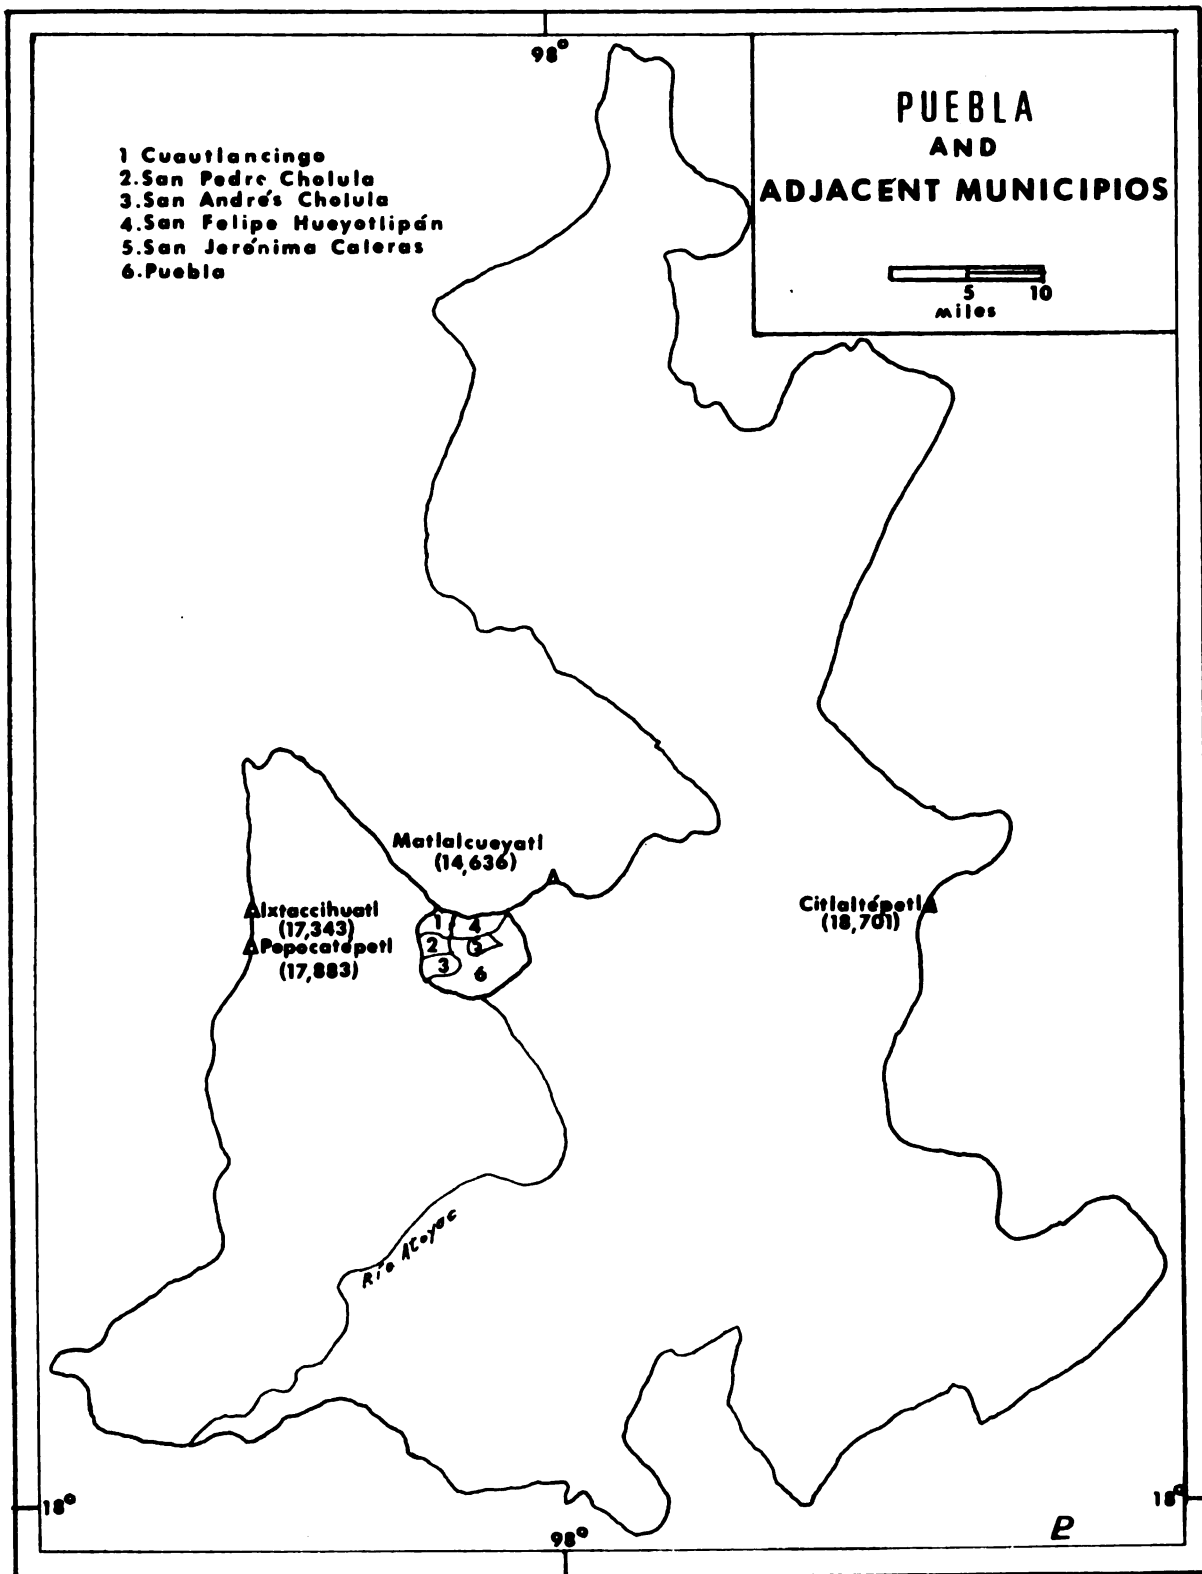 98°
PUEBLA
AND
ADJACENT MUNICIPIOS
5 10
miles
1 Cuautlancingo
2.San Pedro Cholula
3.San Andrés Cholula
4.San Felipe Hueyotlipán
5.San Jerónima Caleras
6.Puebla
Matlalcueyatl
(14,636)
Ixtaccihuatl
(17,343)
Popocatépetl
(17,883)
Citlaltépetl
(18,701)
1
4
2
5
3
6
Río Atoyac
18°
18°
98°